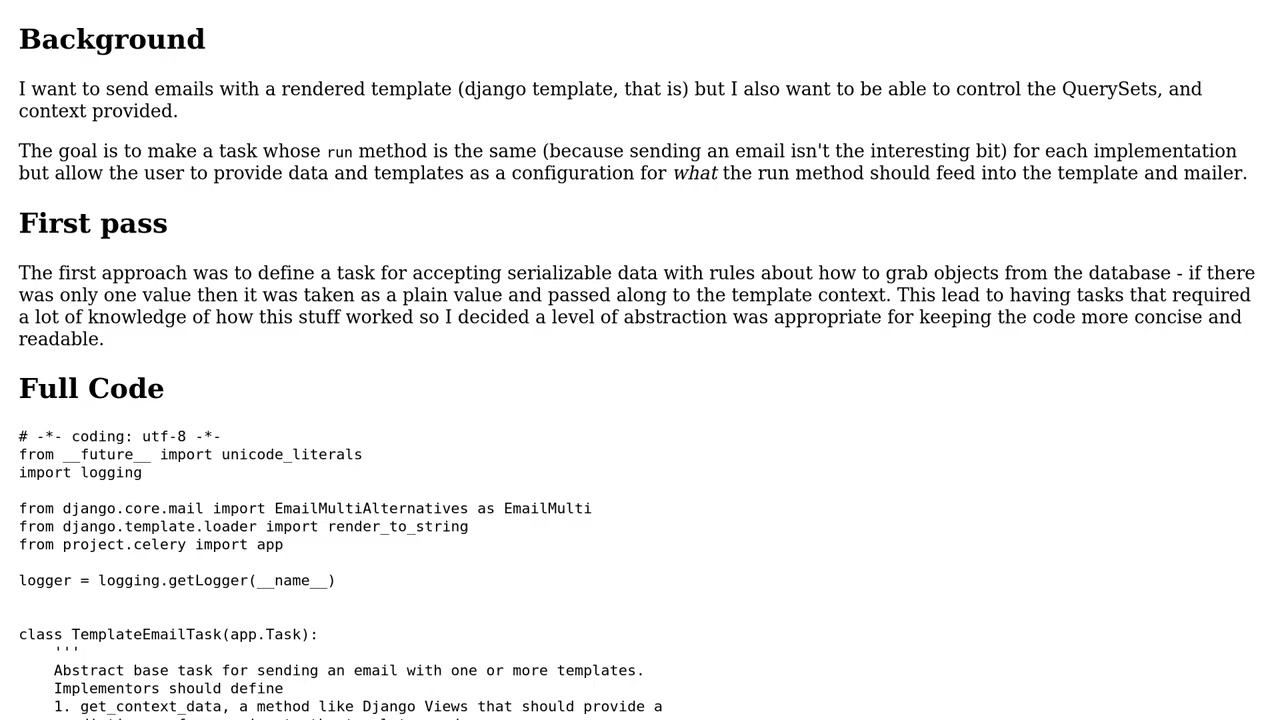 Background
I want to send emails with a rendered template (django template, that is) but I also want to be able to control the QuerySets, and
context provided.
The goal is to make a task whose run method is the same (because sending an email isn't the interesting bit) for each implementation
but allow the user to provide data and templates as a configuration for what the run method should feed into the template and mailer.
First pass
The first approach was to define a task for accepting serializable data with rules about how to grab objects from the database - if there
was only one value then it was taken as a plain value and passed along to the template context. This lead to having tasks that required
a lot of knowledge of how this stuff worked so I decided a level of abstraction was appropriate for keeping the code more concise and
readable.
Full Code
# -*- coding: utf-8 -*-
from __future__ import unicode_literals
import logging
from django.core.mail import EmailMultiAlternatives as EmailMulti
from django.template.loader import render_to_string
from project.celery import app
logger = logging.getLogger(__name__)
class TemplateEmailTask(app.Task):
    '''
    Abstract base task for sending an email with one or more templates.
    Implementors should define
    1. get_context_data, a method like Django Views that should provide a